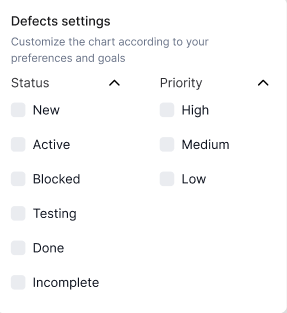 Defects settings
Customize the chart according to your
preferences and goals
Status
New
Active
Blocked
Testing
Done
Incomplete
Priority
High
Medium
Low